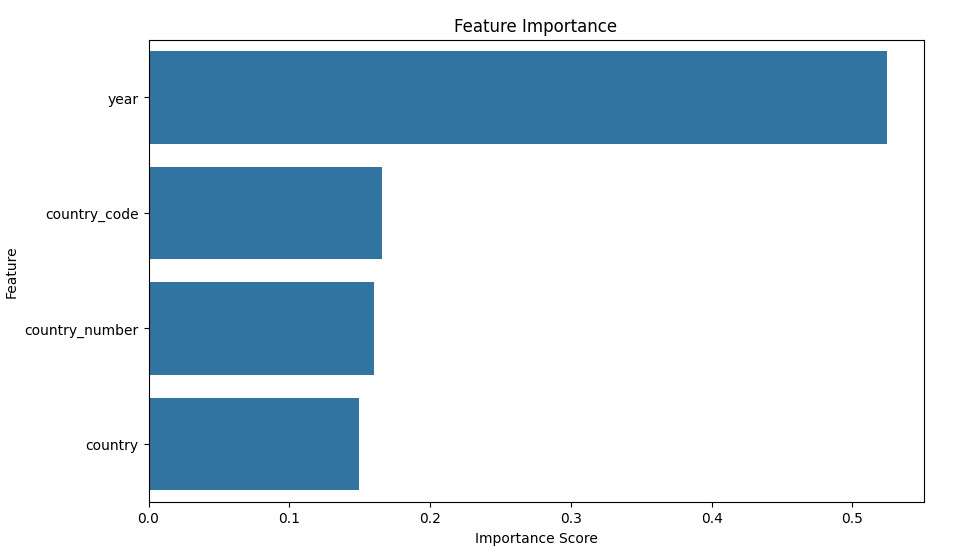 Feature Importance
year
country_code
country_number
country
Feature
0.0 0.1 0.2 0.3 0.4 0.5
Importance Score